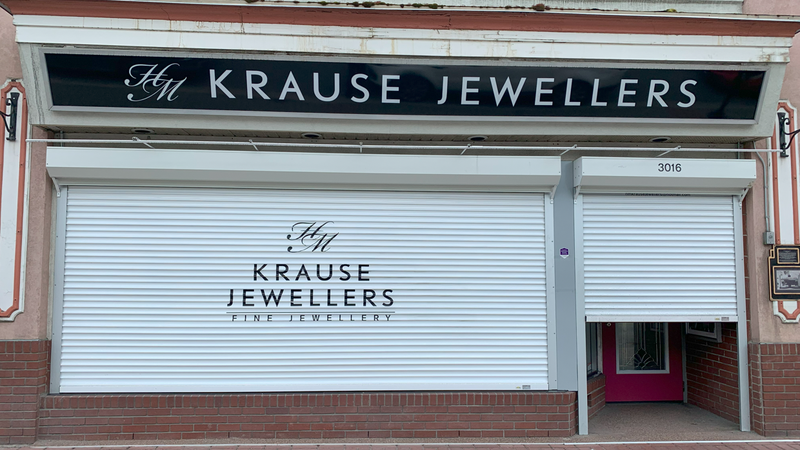 HM KRAUSE JEWELLERS
3016
HM
KRAUSE
JEWELLERS
FINE JEWELLERY